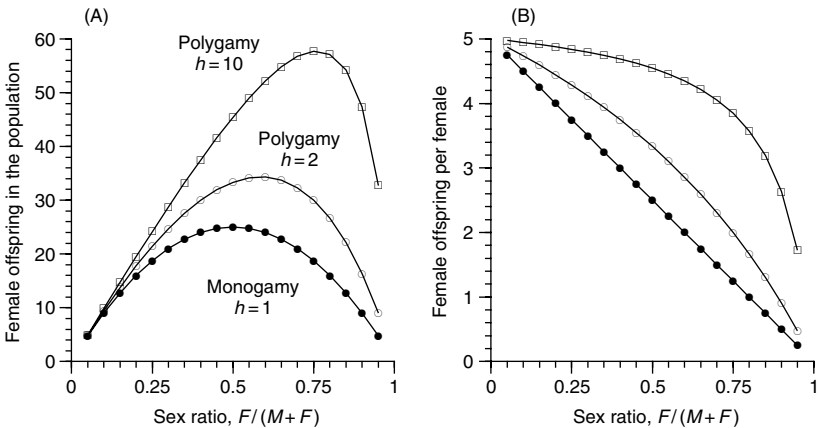 (A)
60
50
40
30
20
10
0
Female offspring in the population
Polygamy
h = 10
Polygamy
h = 2
Monogamy
h = 1
0 0.25 0.5 0.75 1
Sex ratio, F/(M + F)
(B)
5
4
3
2
1
0
Female offspring per female
0 0.25 0.5 0.75 1
Sex ratio, F/(M + F)